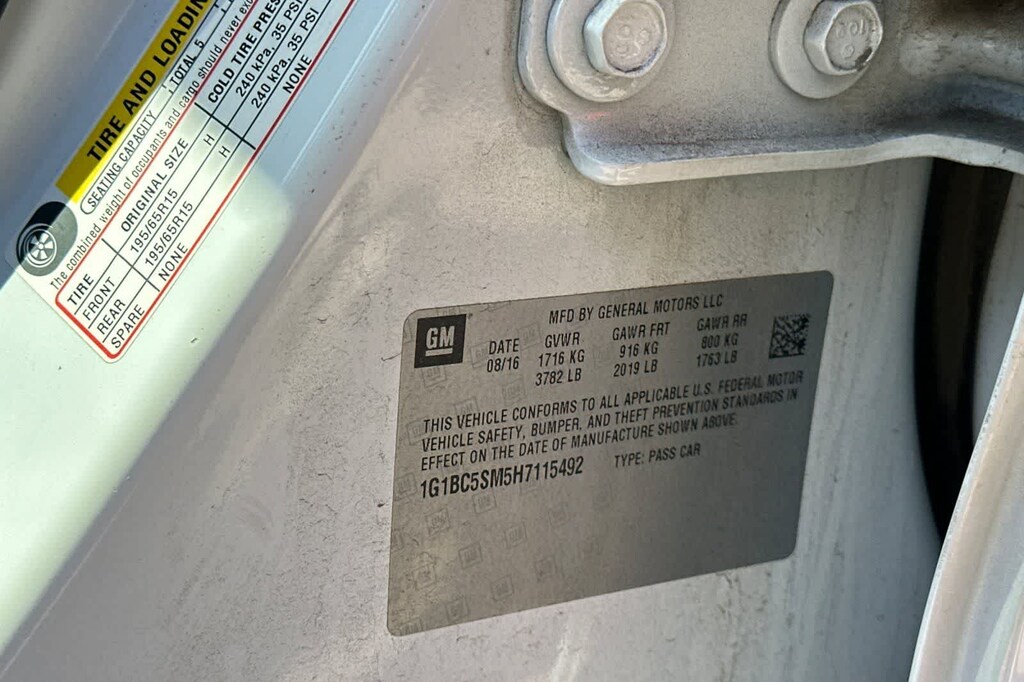 TIRE AND LOADIN
SEATING CAPACITY TOTAL 5
The combined weight of occupants and cargo should never exc
TIRE ORIGINAL SIZE COLD TIRE PRES
FRONT 195/65R15 H 240 kPa, 35 PSI
REAR 195/65R15 H 240 kPa, 35 PSI
SPARE NONE NONE
GM
MFD BY GENERAL MOTORS LLC
DATE GVWR GAWR FRT GAWR RR
08/16 1716 KG 916 KG 800 KG
3782 LB 2019 LB 1763 LB
THIS VEHICLE CONFORMS TO ALL APPLICABLE U.S. FEDERAL MOTOR
VEHICLE SAFETY, BUMPER, AND THEFT PREVENTION STANDARDS IN
EFFECT ON THE DATE OF MANUFACTURE SHOWN ABOVE.
1G1BC5SM5H7115492 TYPE: PASS CAR